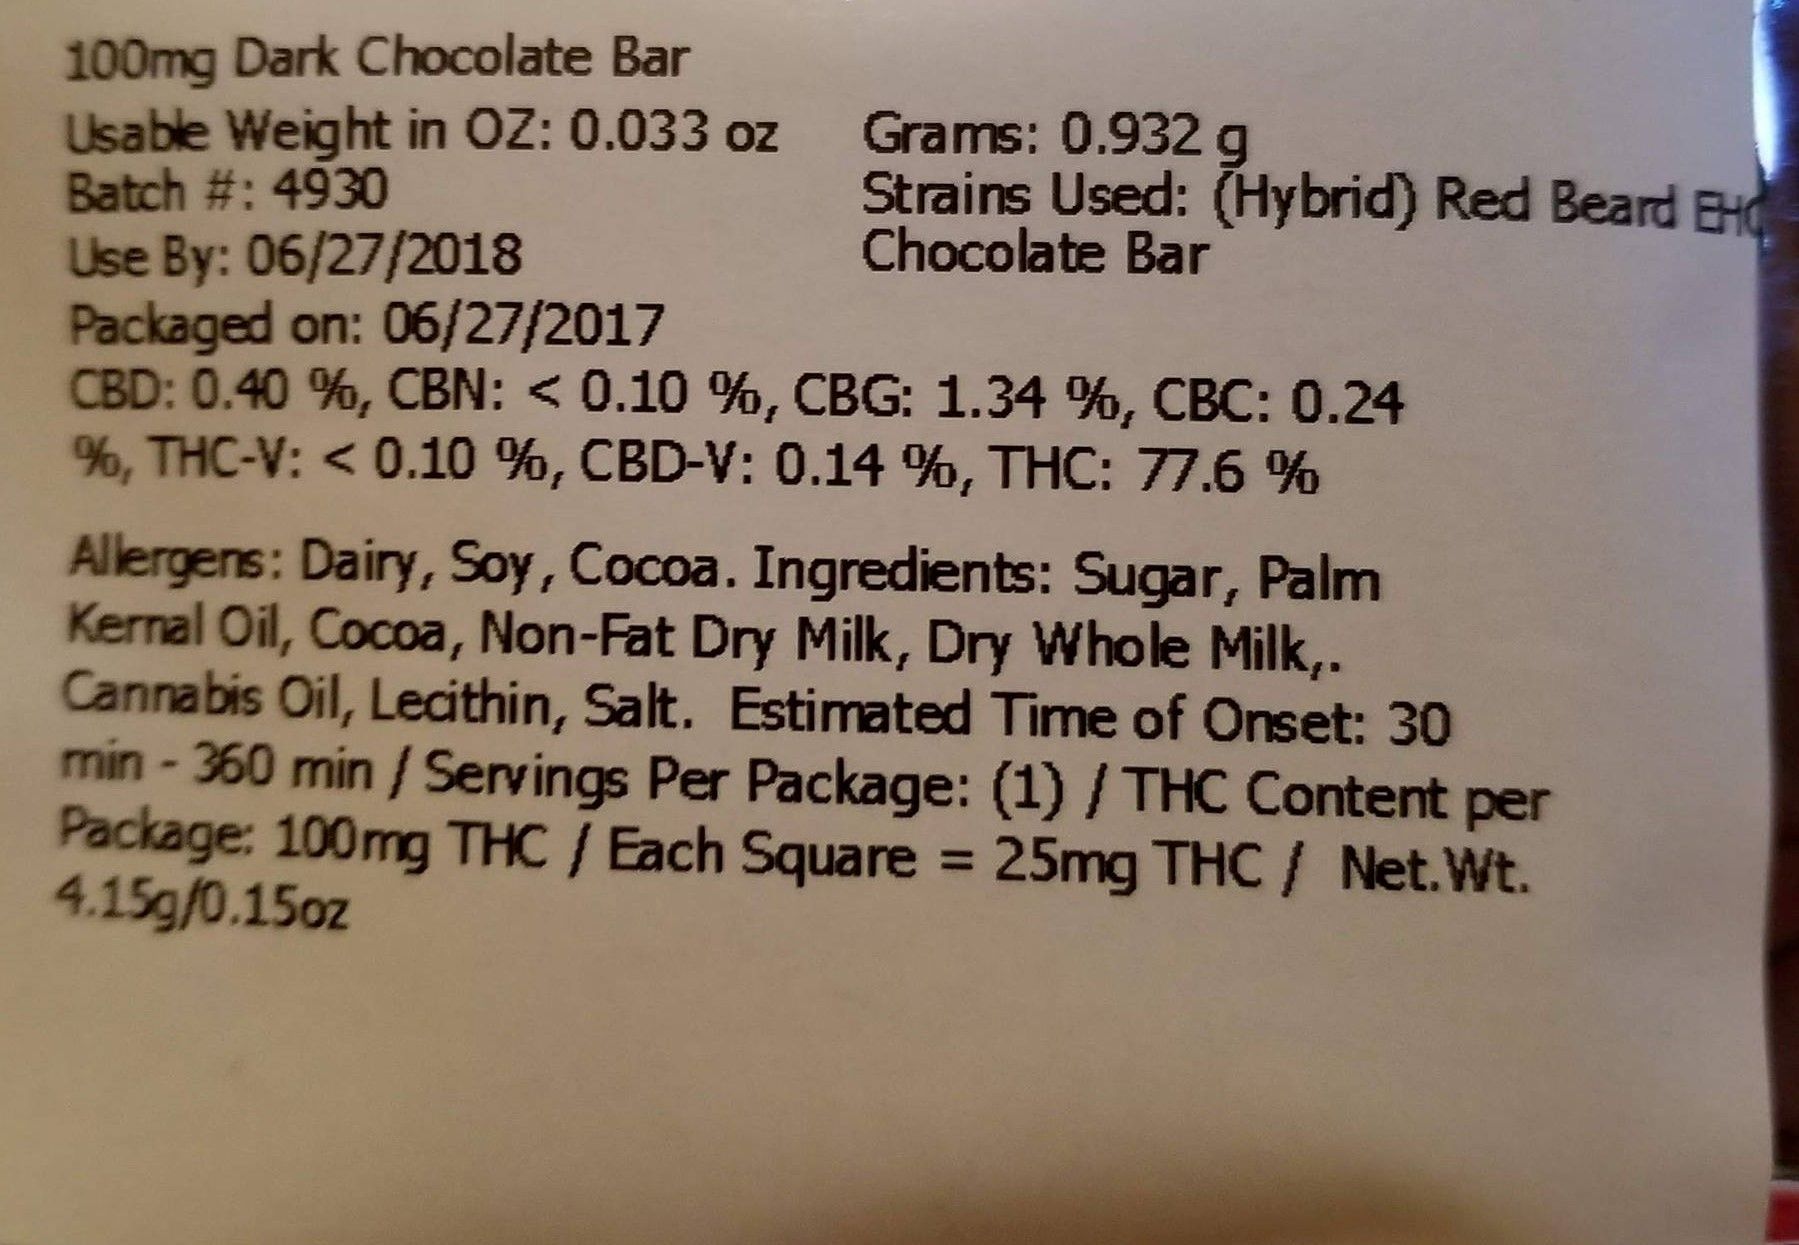 100mg Dark Chocolate Bar
Usable Weight in OZ: 0.033 oz Grams: 0.932 g
Batch #: 4930 Strains Used: (Hybrid) Red Beard EHO
Use By: 06/27/2018 Chocolate Bar
Packaged on: 06/27/2017
CBD: 0.40 %, CBN: < 0.10 %, CBG: 1.34 %, CBC: 0.24
%, THC-V: < 0.10 %, CBD-V: 0.14 %, THC: 77.6 %
Allergens: Dairy, Soy, Cocoa. Ingredients: Sugar, Palm
Kernal Oil, Cocoa, Non-Fat Dry Milk, Dry Whole Milk,.
Cannabis Oil, Lecithin, Salt. Estimated Time of Onset: 30
min - 360 min / Servings Per Package: (1) / THC Content per
Package: 100mg THC / Each Square = 25mg THC / Net.Wt.
4.15g/0.15oz